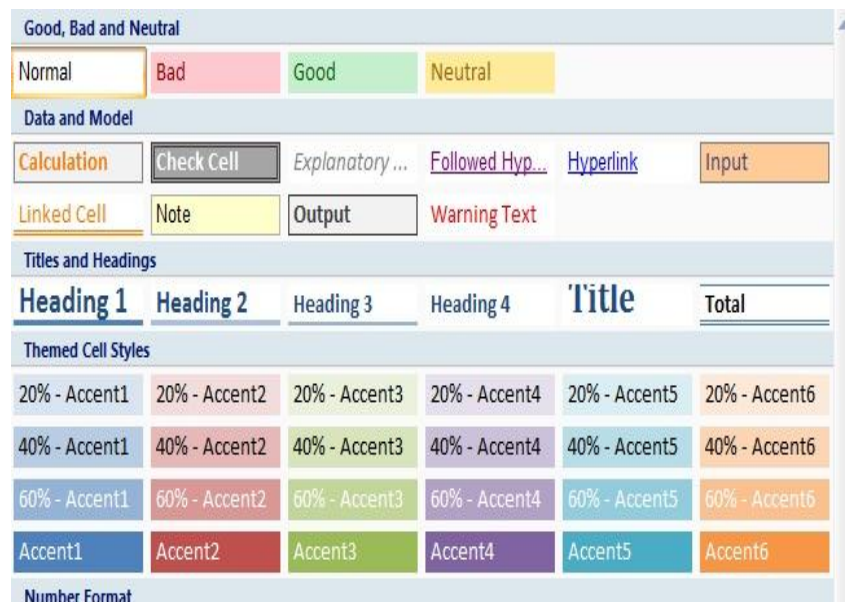 Good, Bad and Neutral
Normal Bad Good Neutral
Data and Model
Calculation Check Cell Explanatory ... Followed Hyp... Hyperlink Input
Linked Cell Note Output Warning Text
Titles and Headings
Heading 1 Heading 2 Heading 3 Heading 4 Title Total
Themed Cell Styles
20% - Accent1 20% - Accent2 20% - Accent3 20% - Accent4 20% - Accent5 20% - Accent6
40% - Accent1 40% - Accent2 40% - Accent3 40% - Accent4 40% - Accent5 40% - Accent6
60% - Accent1 60% - Accent2 60% - Accent3 60% - Accent4 60% - Accent5 60% - Accent6
Accent1 Accent2 Accent3 Accent4 Accent5 Accent6
Number Format